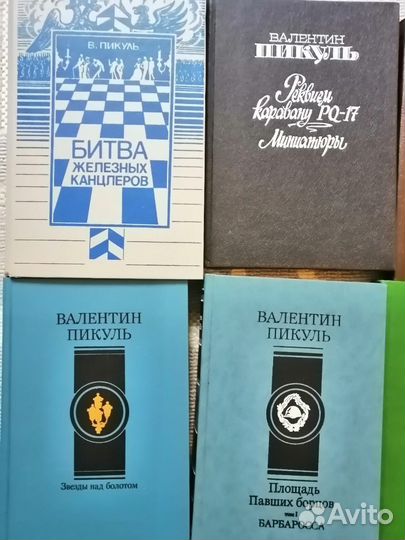 В. ПИКУЛЬ
БИТВА
ЖЕЛЕЗНЫХ
КАНЦЛЕРОВ
ВАЛЕНТИН
ПИКУЛЬ
Реквием
каравану PQ-17
Миниатюры
ВАЛЕНТИН
ПИКУЛЬ
Звезды над болотом
ВАЛЕНТИН
ПИКУЛЬ
Площадь
Павших борцов
том I
БАРБАРОССА
Avito